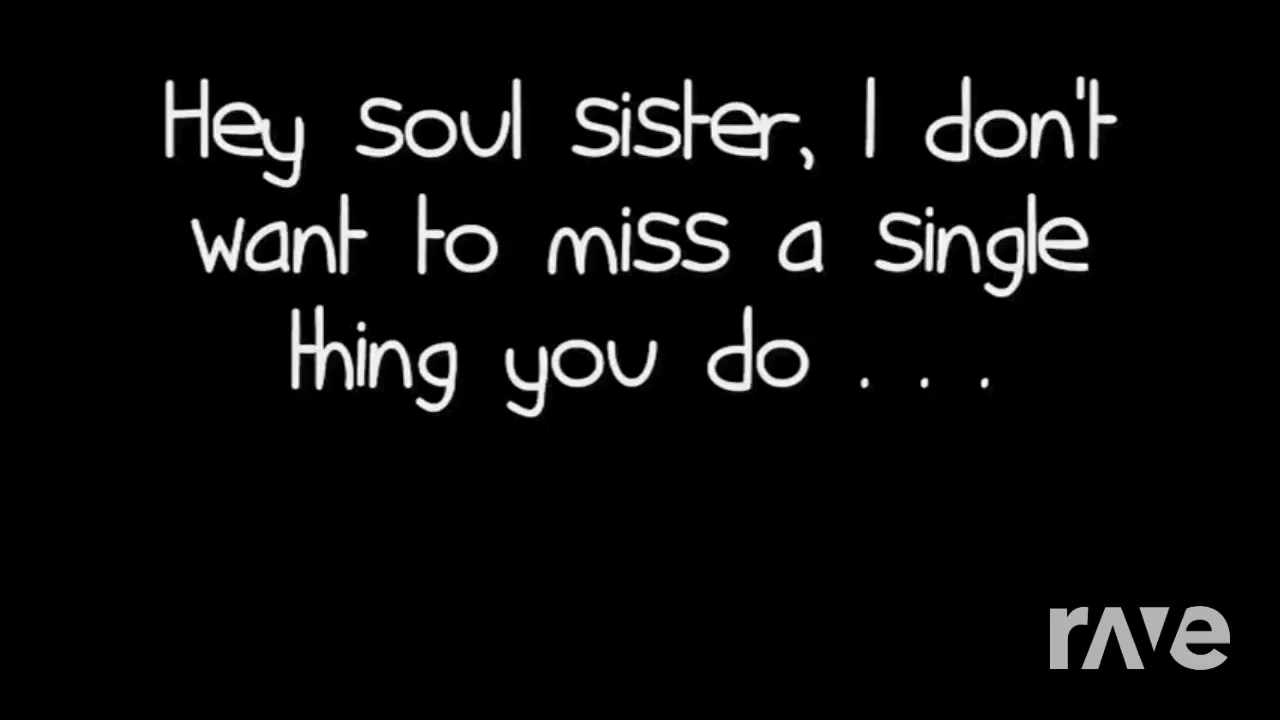 Hey soul sister, I don't
want to miss a single
thing you do . . .
rave